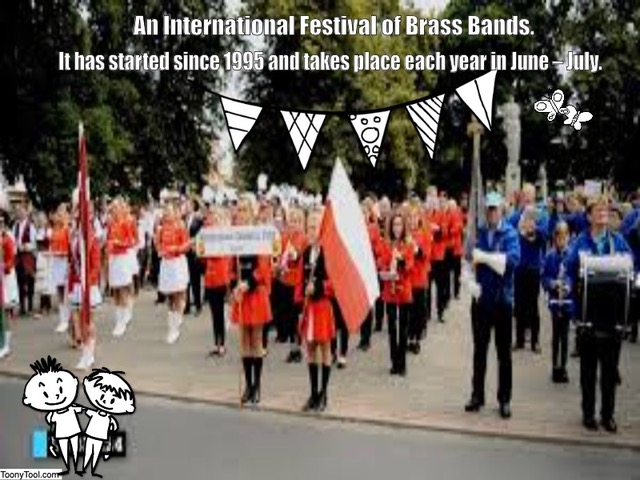 An International Festival of Brass Bands.
It has started since 1995 and takes place each year in June – July.
ToonyTool.com